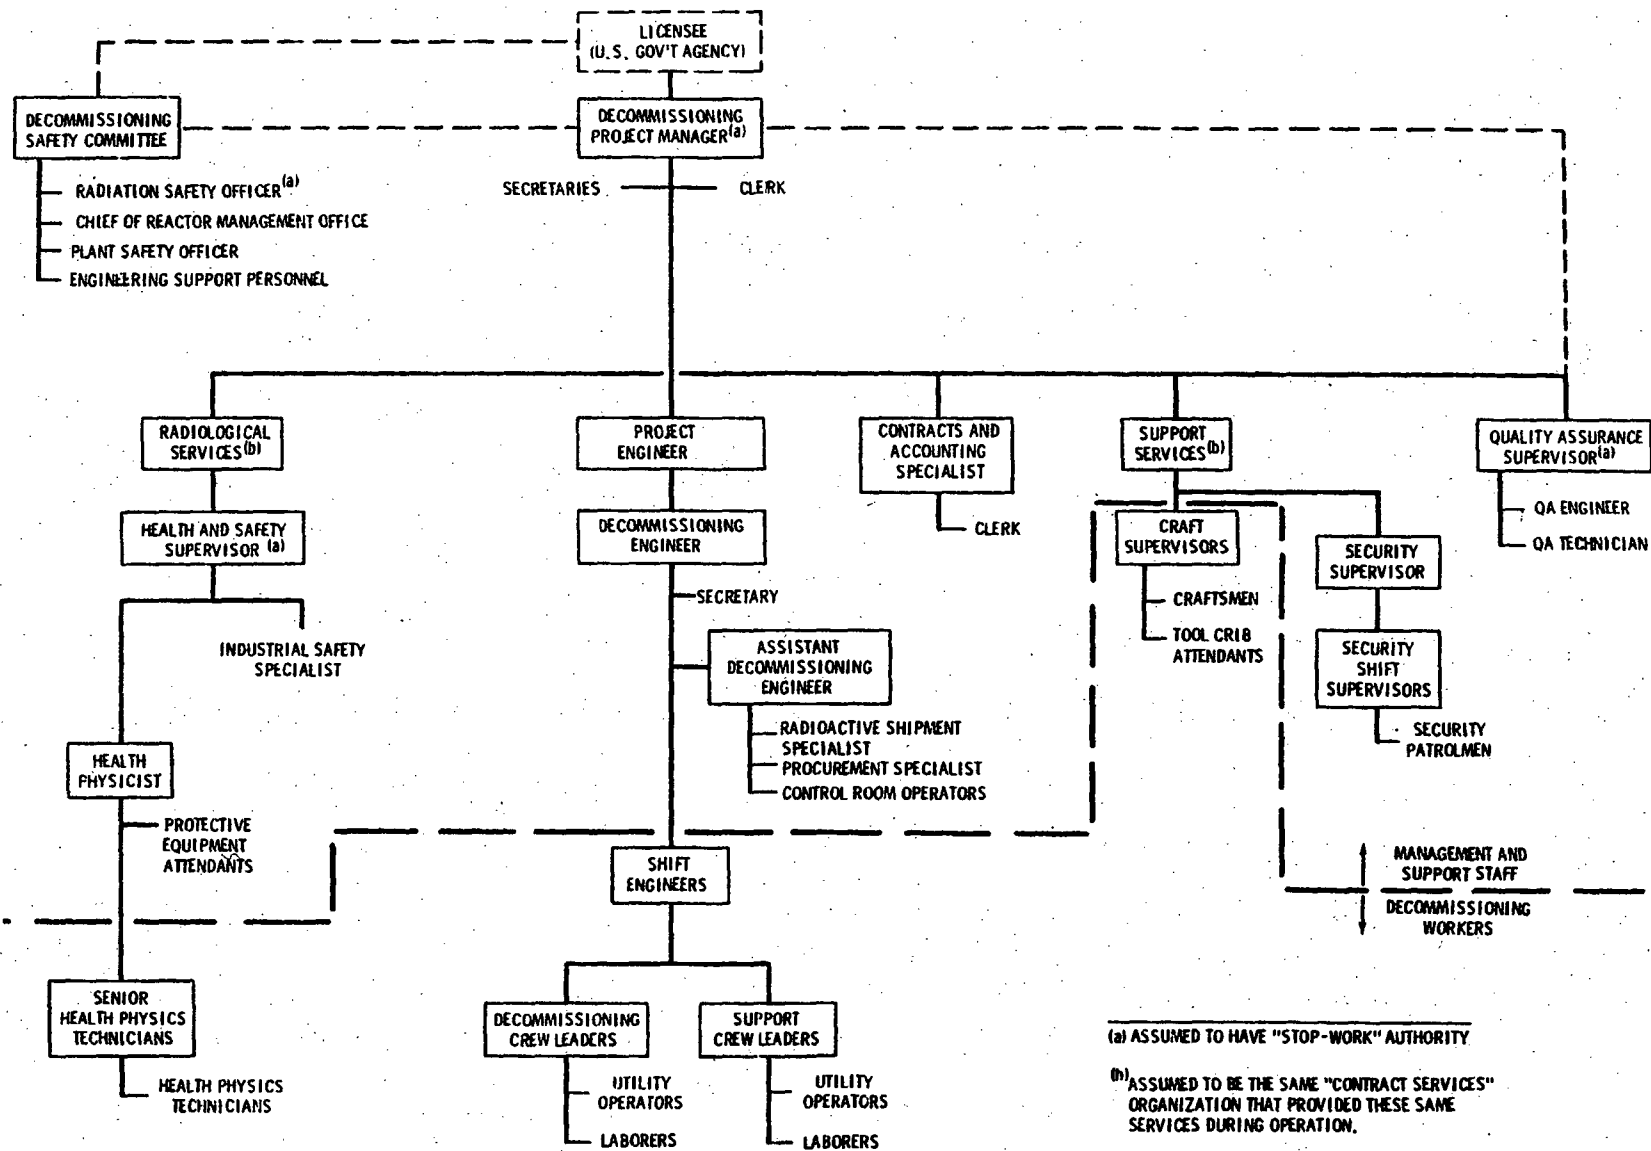 LICENSEE
(U.S. GOV'T AGENCY)
DECOMMISSIONING
SAFETY COMMITTEE
DECOMMISSIONING
PROJECT MANAGER(a)
RADIATION SAFETY OFFICER(a)
CHIEF OF REACTOR MANAGEMENT OFFICE
PLANT SAFETY OFFICER
ENGINEERING SUPPORT PERSONNEL
SECRETARIES
CLERK
RADIOLOGICAL
SERVICES(b)
PROJECT
ENGINEER
CONTRACTS AND
ACCOUNTING
SPECIALIST
SUPPORT
SERVICES(b)
QUALITY ASSURANCE
SUPERVISOR(a)
HEALTH AND SAFETY
SUPERVISOR (a)
DECOMMISSIONING
ENGINEER
CLERK
CRAFT
SUPERVISORS
SECURITY
SUPERVISOR
QA ENGINEER
QA TECHNICIAN
INDUSTRIAL SAFETY
SPECIALIST
SECRETARY
ASSISTANT
DECOMMISSIONING
ENGINEER
CRAFTSMEN
TOOL CRIB
ATTENDANTS
SECURITY
SHIFT
SUPERVISORS
HEALTH
PHYSICIST
RADIOACTIVE SHIPMENT
SPECIALIST
PROCUREMENT SPECIALIST
CONTROL ROOM OPERATORS
SECURITY
PATROLMEN
PROTECTIVE
EQUIPMENT
ATTENDANTS
SHIFT
ENGINEERS
MANAGEMENT AND
SUPPORT STAFF
DECOMMISSIONING
WORKERS
SENIOR
HEALTH PHYSICS
TECHNICIANS
HEALTH PHYSICS
TECHNICIANS
DECOMMISSIONING
CREW LEADERS
UTILITY
OPERATORS
LABORERS
SUPPORT
CREW LEADERS
UTILITY
OPERATORS
LABORERS
(a) ASSUMED TO HAVE "STOP-WORK" AUTHORITY
(b) ASSUMED TO BE THE SAME "CONTRACT SERVICES"
ORGANIZATION THAT PROVIDED THESE SAME
SERVICES DURING OPERATION.